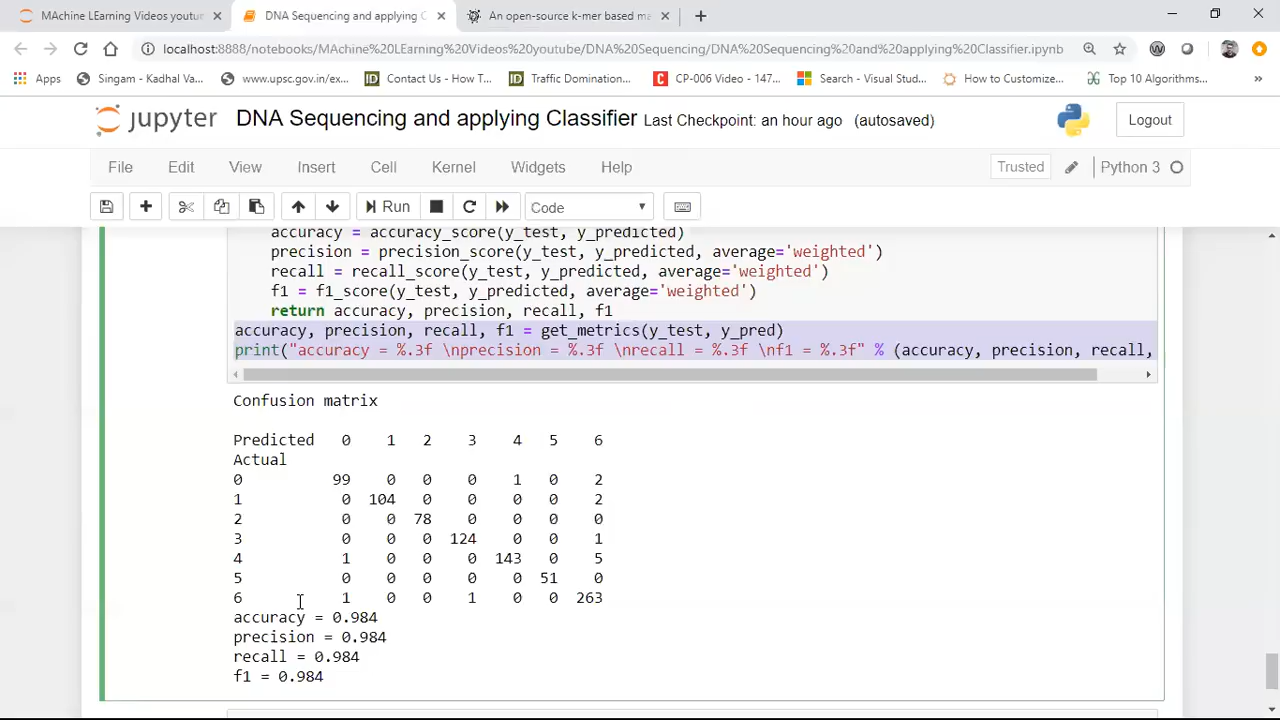 MAchine LEarning Videos youtu
DNA Sequencing and applying C
An open-source k-mer based ma
localhost:8888/notebooks/MAchine%20LEarning%20Videos%20youtube/DNA%20Sequencing/DNA%20Sequencing%20and%20applying%20Classifier.ipynb
Apps Singam - Kadhal Va... www.upsc.gov.in/ex... Contact Us - How T... Traffic Domination... CP-006 Video - 147... Search - Visual Stud... How to Customize... Top 10 Algorithms... »
jupyter DNA Sequencing and applying Classifier Last Checkpoint: an hour ago (autosaved) Logout
File Edit View Insert Cell Kernel Widgets Help Trusted Python 3
Run Code
accuracy = accuracy_score(y_test, y_predicted)
precision = precision_score(y_test, y_predicted, average='weighted')
recall = recall_score(y_test, y_predicted, average='weighted')
f1 = f1_score(y_test, y_predicted, average='weighted')
return accuracy, precision, recall, f1
accuracy, precision, recall, f1 = get_metrics(y_test, y_pred)
print("accuracy = %.3f \nprecision = %.3f \nrecall = %.3f \nf1 = %.3f" % (accuracy, precision, recall,
Confusion matrix
Predicted 0 1 2 3 4 5 6
Actual
0 99 0 0 0 1 0 2
1 0 104 0 0 0 0 2
2 0 0 78 0 0 0 0
3 0 0 0 124 0 0 1
4 1 0 0 0 143 0 5
5 0 0 0 0 0 51 0
6 1 0 0 1 0 0 263
accuracy = 0.984
precision = 0.984
recall = 0.984
f1 = 0.984